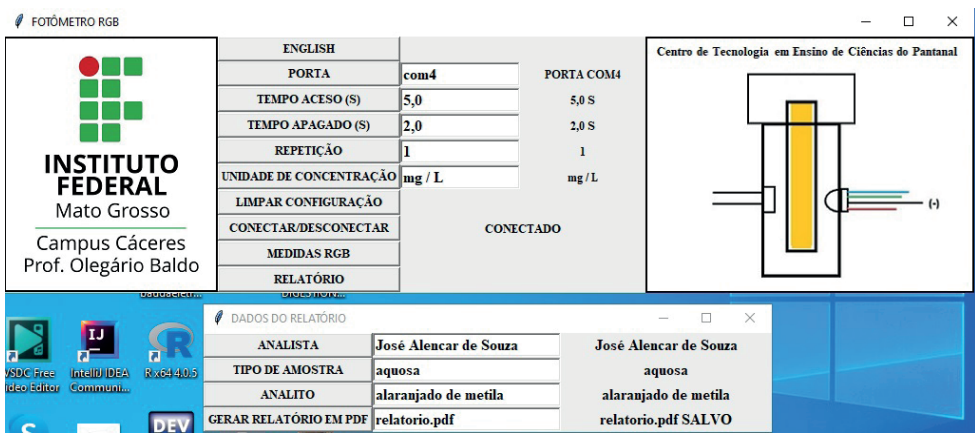 FOTÔMETRO RGB
INSTITUTO
FEDERAL
Mato Grosso
Campus Cáceres
Prof. Olegário Baldo
ENGLISH
PORTA com4 PORTA COM4
TEMPO ACESO (S) 5,0 5,0 S
TEMPO APAGADO (S) 2,0 2,0 S
REPETIÇÃO 1 1
UNIDADE DE CONCENTRAÇÃO mg / L mg / L
LIMPAR CONFIGURAÇÃO
CONECTAR/DESCONECTAR CONECTADO
MEDIDAS RGB
RELATÓRIO
Centro de Tecnologia em Ensino de Ciências do Pantanal
(-)
DADOS DO RELATÓRIO
ANALISTA José Alencar de Souza José Alencar de Souza
TIPO DE AMOSTRA aquosa aquosa
ANALITO alaranjado de metila alaranjado de metila
GERAR RELATÓRIO EM PDF relatorio.pdf relatorio.pdf SALVO
IJ
R
VSDC Free
Video Editor
IntelliJ IDEA
Communi...
R x64 4.0.5
S
DEV